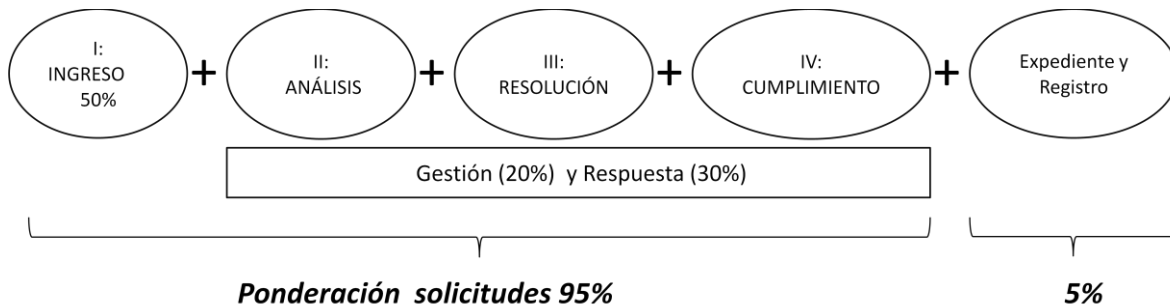 I:
INGRESO
50%
+
II:
ANÁLISIS
+
III:
RESOLUCIÓN
+
IV:
CUMPLIMIENTO
+
Expediente y
Registro
Gestión (20%) y Respuesta (30%)
Ponderación solicitudes 95%
5%